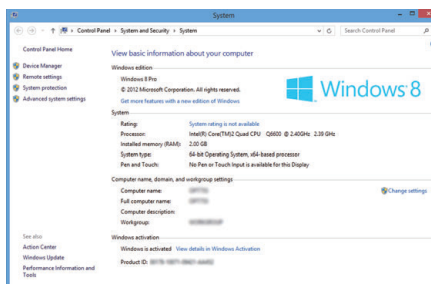 System
Control Panel
System and Security
System
Search Control Panel
Control Panel Home
Device Manager
Remote settings
System protection
Advanced system settings
View basic information about your computer
Windows edition
Windows 8 Pro
© 2012 Microsoft Corporation. All rights reserved.
Get more features with a new edition of Windows
Windows 8
System
Rating: System rating is not available
Processor: Intel(R) Core(TM)2 Quad CPU Q6600 @ 2.40GHz 2.39 GHz
Installed memory (RAM): 2.00 GB
System type: 64-bit Operating System, x64-based processor
Pen and Touch: No Pen or Touch Input is available for this Display
Computer name, domain, and workgroup settings
Computer name:
Change settings
Full computer name:
Computer description:
Workgroup:
Windows activation
Windows is activated View details in Windows Activation
Product ID:
See also
Action Center
Windows Update
Performance Information and
Tools